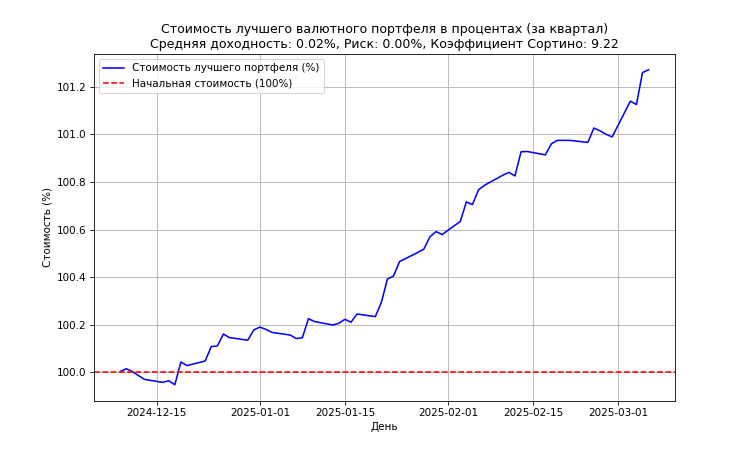 Стоимость лучшего валютного портфеля в процентах (за квартал)
Средняя доходность: 0.02%, Риск: 0.00%, Коэффициент Сортино: 9.22
Стоимость лучшего портфеля (%)
Начальная стоимость (100%)
Стоимость (%)
101.2
101.0
100.8
100.6
100.4
100.2
100.0
2024-12-15
2025-01-01
2025-01-15
2025-02-01
2025-02-15
2025-03-01
День